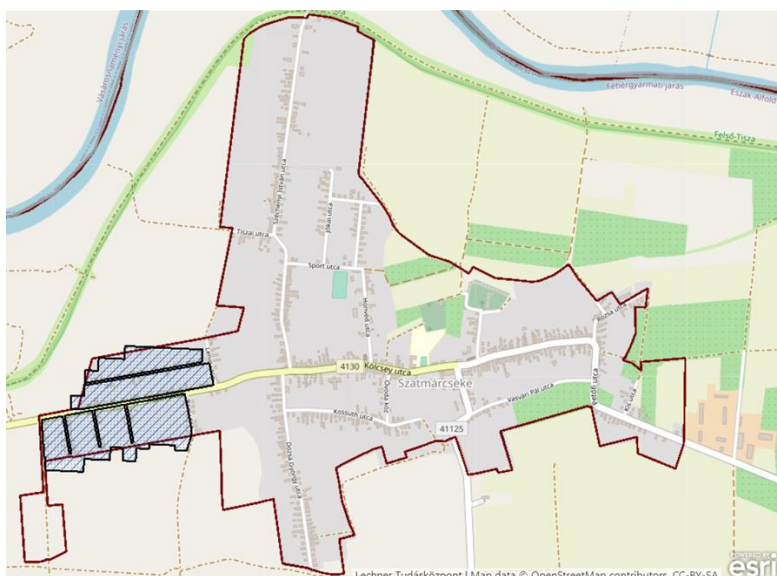 Tisza
Vásárosnaményi járás
Fehérgyarmati járás
Észak-Alföld
Felső-Tisza
Széchenyi István utca
Jókai utca
Tiszai utca
Sport utca
Honvéd utca
Rózsa utca
4130
Kölcsey utca
Szatmárcseke
Petőfi utca
Óvoda köz
Vasvári Pál utca
Kis utca
Kossuth utca
41125
Dózsa György utca
POWERED BY
esri
Lechner Tudásközpont | Map data © OpenStreetMap contributors, CC-BY-SA